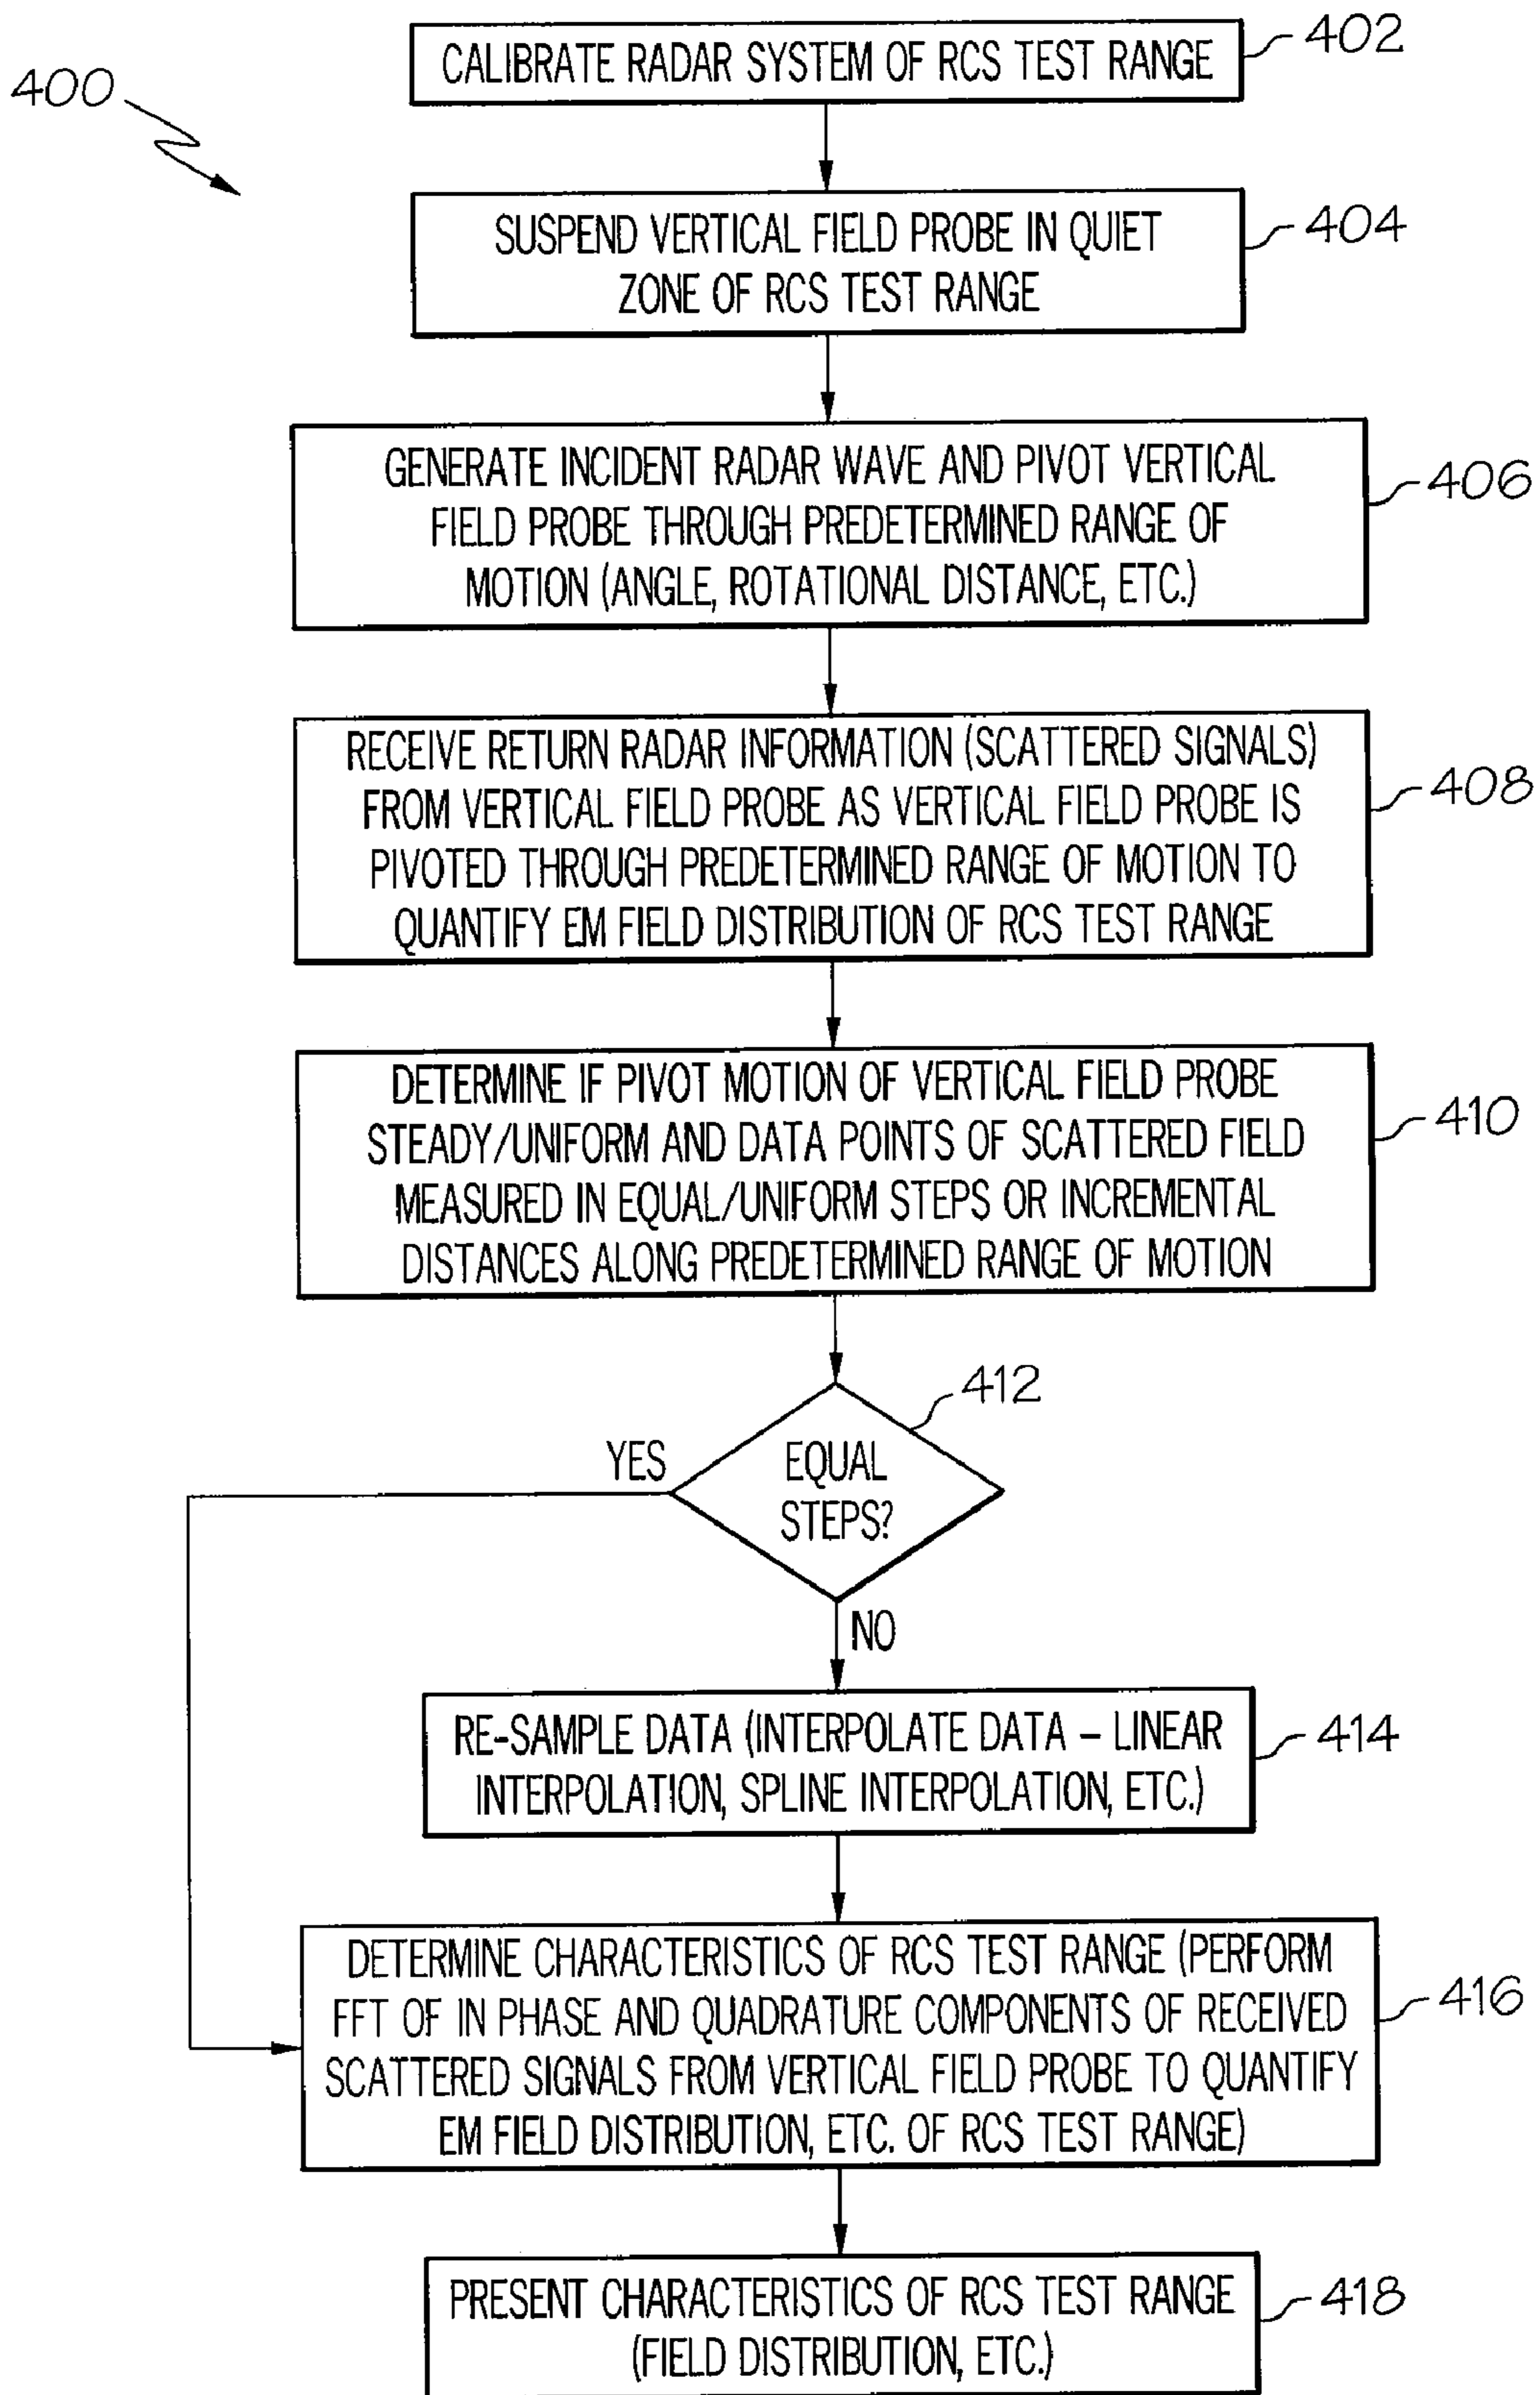 400
CALIBRATE RADAR SYSTEM OF RCS TEST RANGE
402
SUSPEND VERTICAL FIELD PROBE IN QUIET
ZONE OF RCS TEST RANGE
404
GENERATE INCIDENT RADAR WAVE AND PIVOT VERTICAL
FIELD PROBE THROUGH PREDETERMINED RANGE OF
MOTION (ANGLE, ROTATIONAL DISTANCE, ETC.)
406
RECEIVE RETURN RADAR INFORMATION (SCATTERED SIGNALS)
FROM VERTICAL FIELD PROBE AS VERTICAL FIELD PROBE IS
PIVOTED THROUGH PREDETERMINED RANGE OF MOTION TO
QUANTIFY EM FIELD DISTRIBUTION OF RCS TEST RANGE
408
DETERMINE IF PIVOT MOTION OF VERTICAL FIELD PROBE
STEADY/UNIFORM AND DATA POINTS OF SCATTERED FIELD
MEASURED IN EQUAL/UNIFORM STEPS OR INCREMENTAL
DISTANCES ALONG PREDETERMINED RANGE OF MOTION
410
412
YES
EQUAL
STEPS?
NO
RE-SAMPLE DATA (INTERPOLATE DATA – LINEAR
INTERPOLATION, SPLINE INTERPOLATION, ETC.)
414
DETERMINE CHARACTERISTICS OF RCS TEST RANGE (PERFORM
FFT OF IN PHASE AND QUADRATURE COMPONENTS OF RECEIVED
SCATTERED SIGNALS FROM VERTICAL FIELD PROBE TO QUANTIFY
EM FIELD DISTRIBUTION, ETC. OF RCS TEST RANGE)
416
PRESENT CHARACTERISTICS OF RCS TEST RANGE
(FIELD DISTRIBUTION, ETC.)
418